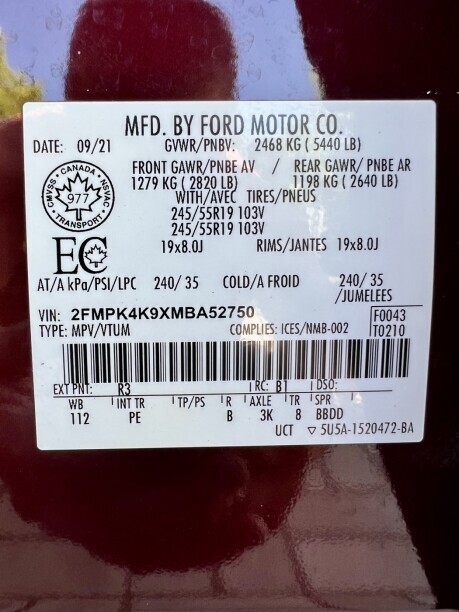 MFD. BY FORD MOTOR CO.
DATE: 09/21 GVWR/PNBV: 2468 KG ( 5440 LB)
FRONT GAWR/PNBE AV / REAR GAWR/ PNBE AR
1279 KG ( 2820 LB) 1198 KG ( 2640 LB)
WITH/AVEC TIRES/PNEUS
245/55R19 103V
245/55R19 103V
19x8.0J RIMS/JANTES 19x8.0J
CMVSS • CANADA • NSVAC • TRANSPORT •
977
EC
AT/A kPa/PSI/LPC 240/ 35 COLD/A FROID 240/ 35
/JUMELEES
VIN: 2FMPK4K9XMBA52750 F0043
TYPE: MPV/VTUM COMPLIES: ICES/NMB-002 T0210
EXT PNT: R3 RC: B1 DSO:
WB INT TR TP/PS R AXLE TR SPR
112 PE B 3K 8 BBDD
UCT ▽ 5U5A-1520472-BA